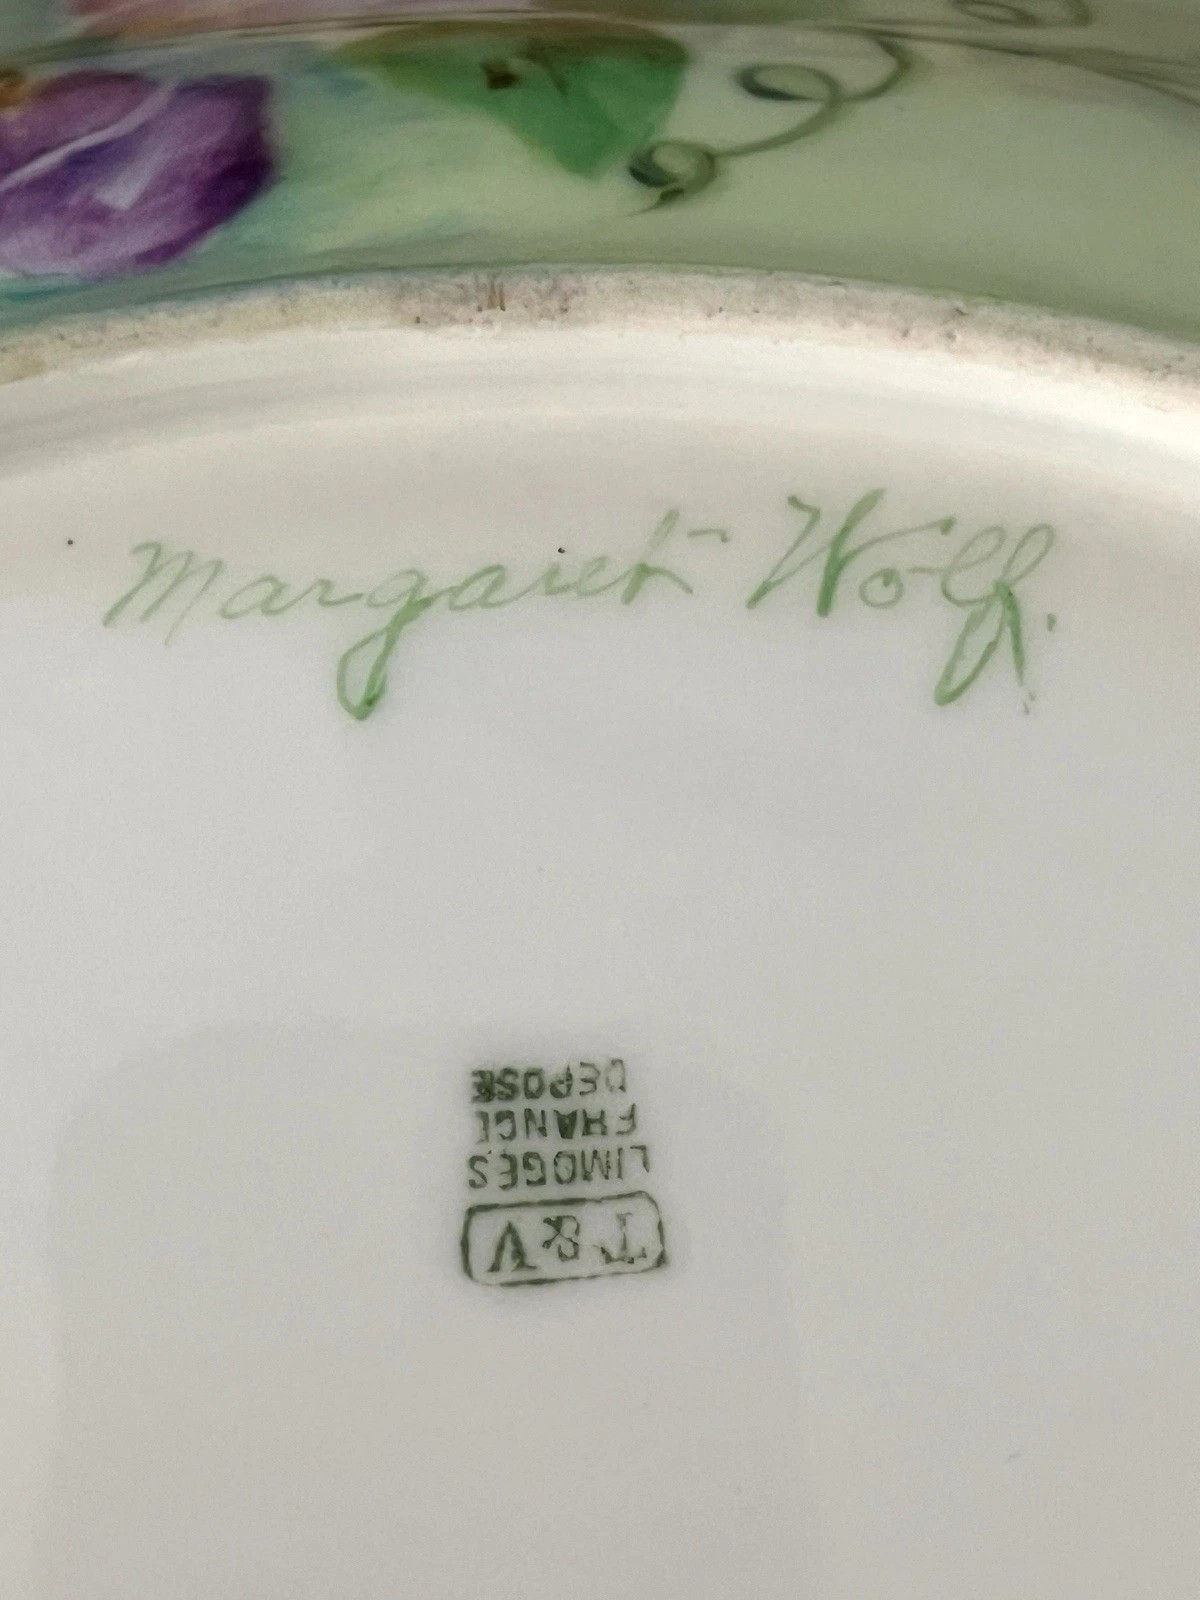 Margaret Wolf.
T & V
LIMOGES
FRANCE
DEPOSE